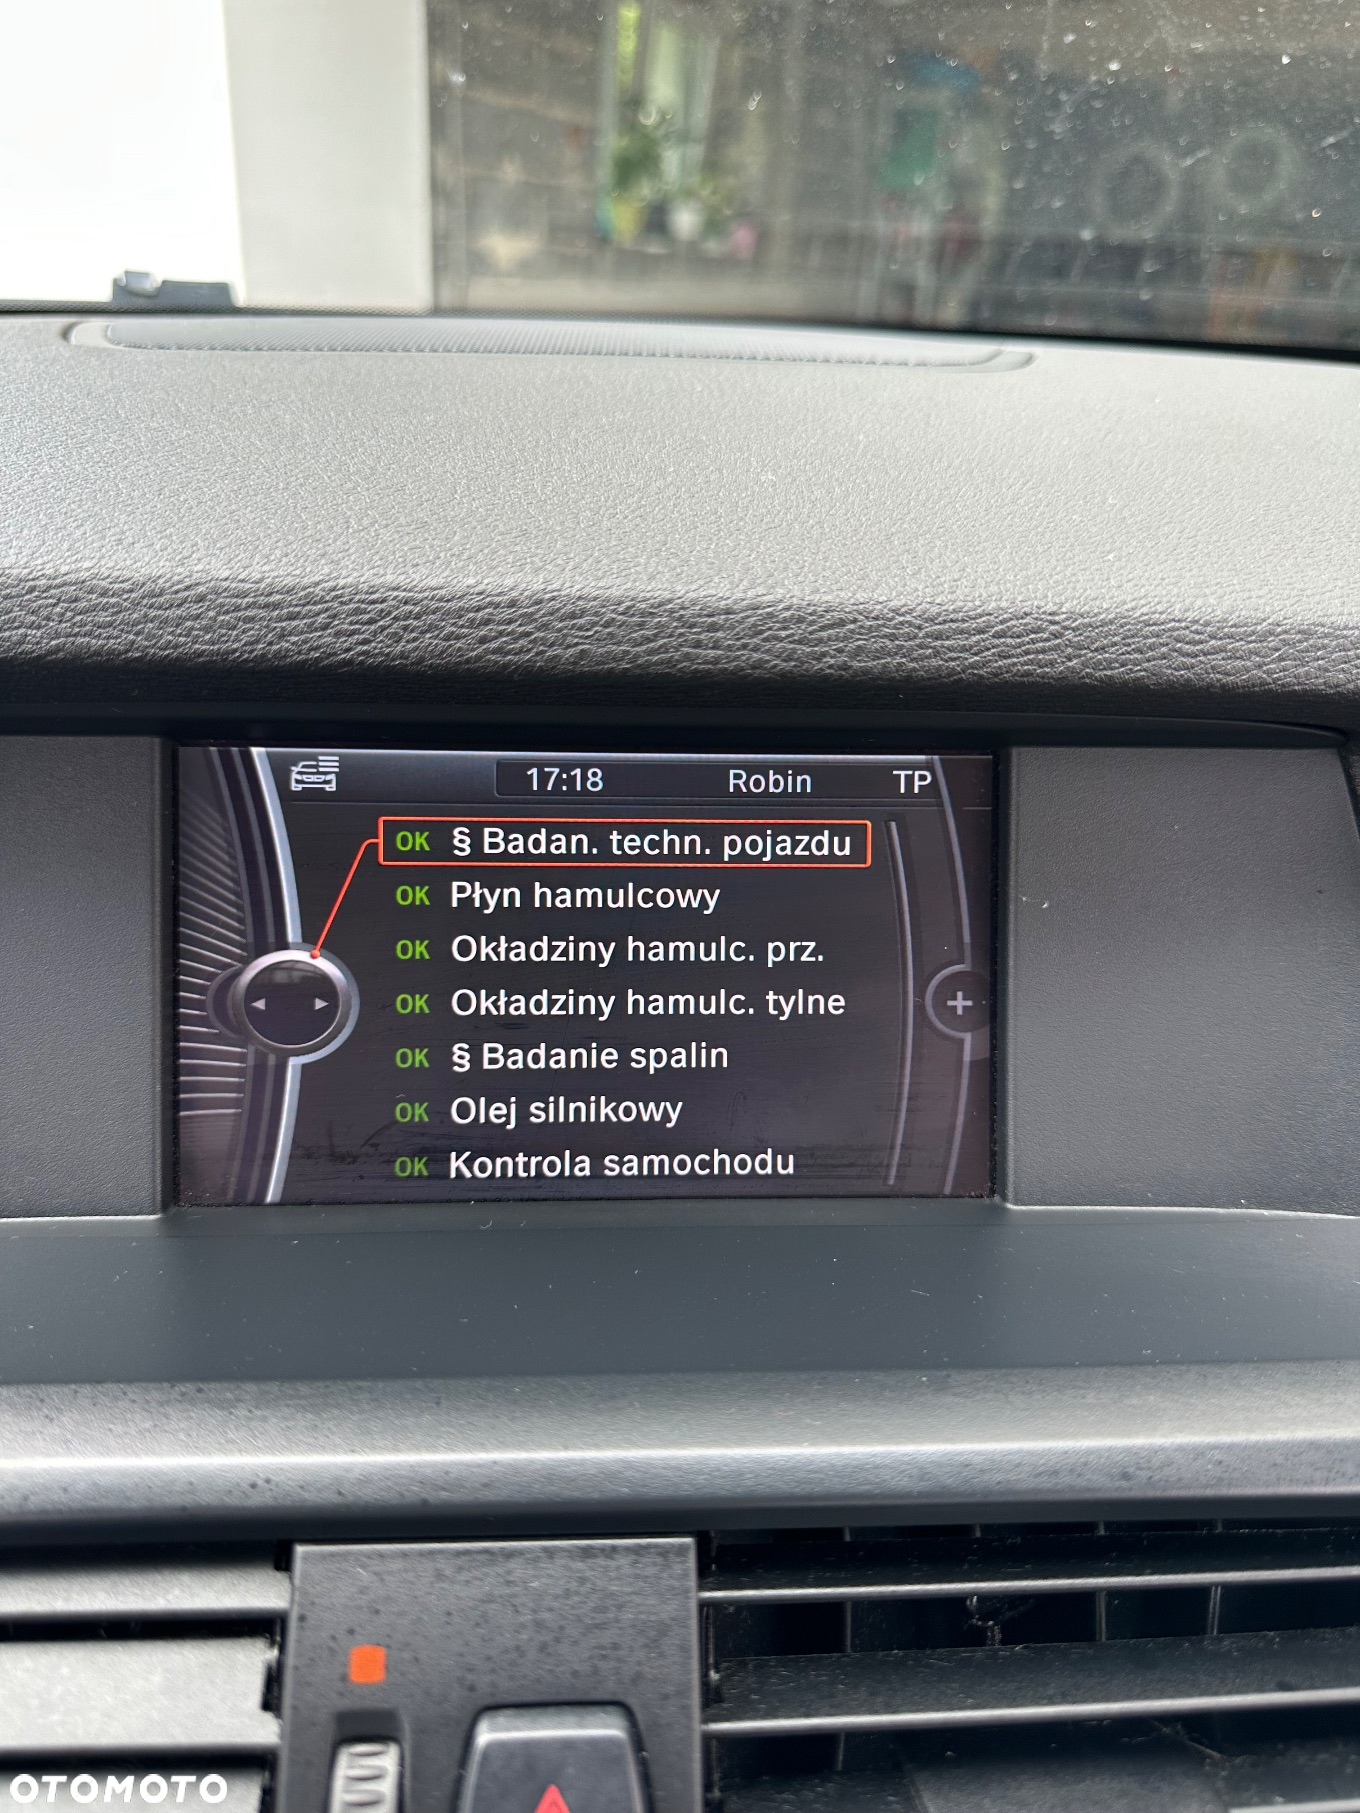 17:18 Robin TP
OK § Badan. techn. pojazdu
OK Płyn hamulcowy
OK Okładziny hamulc. prz.
OK Okładziny hamulc. tylne
OK § Badanie spalin
OK Olej silnikowy
OK Kontrola samochodu
OTOMOTO